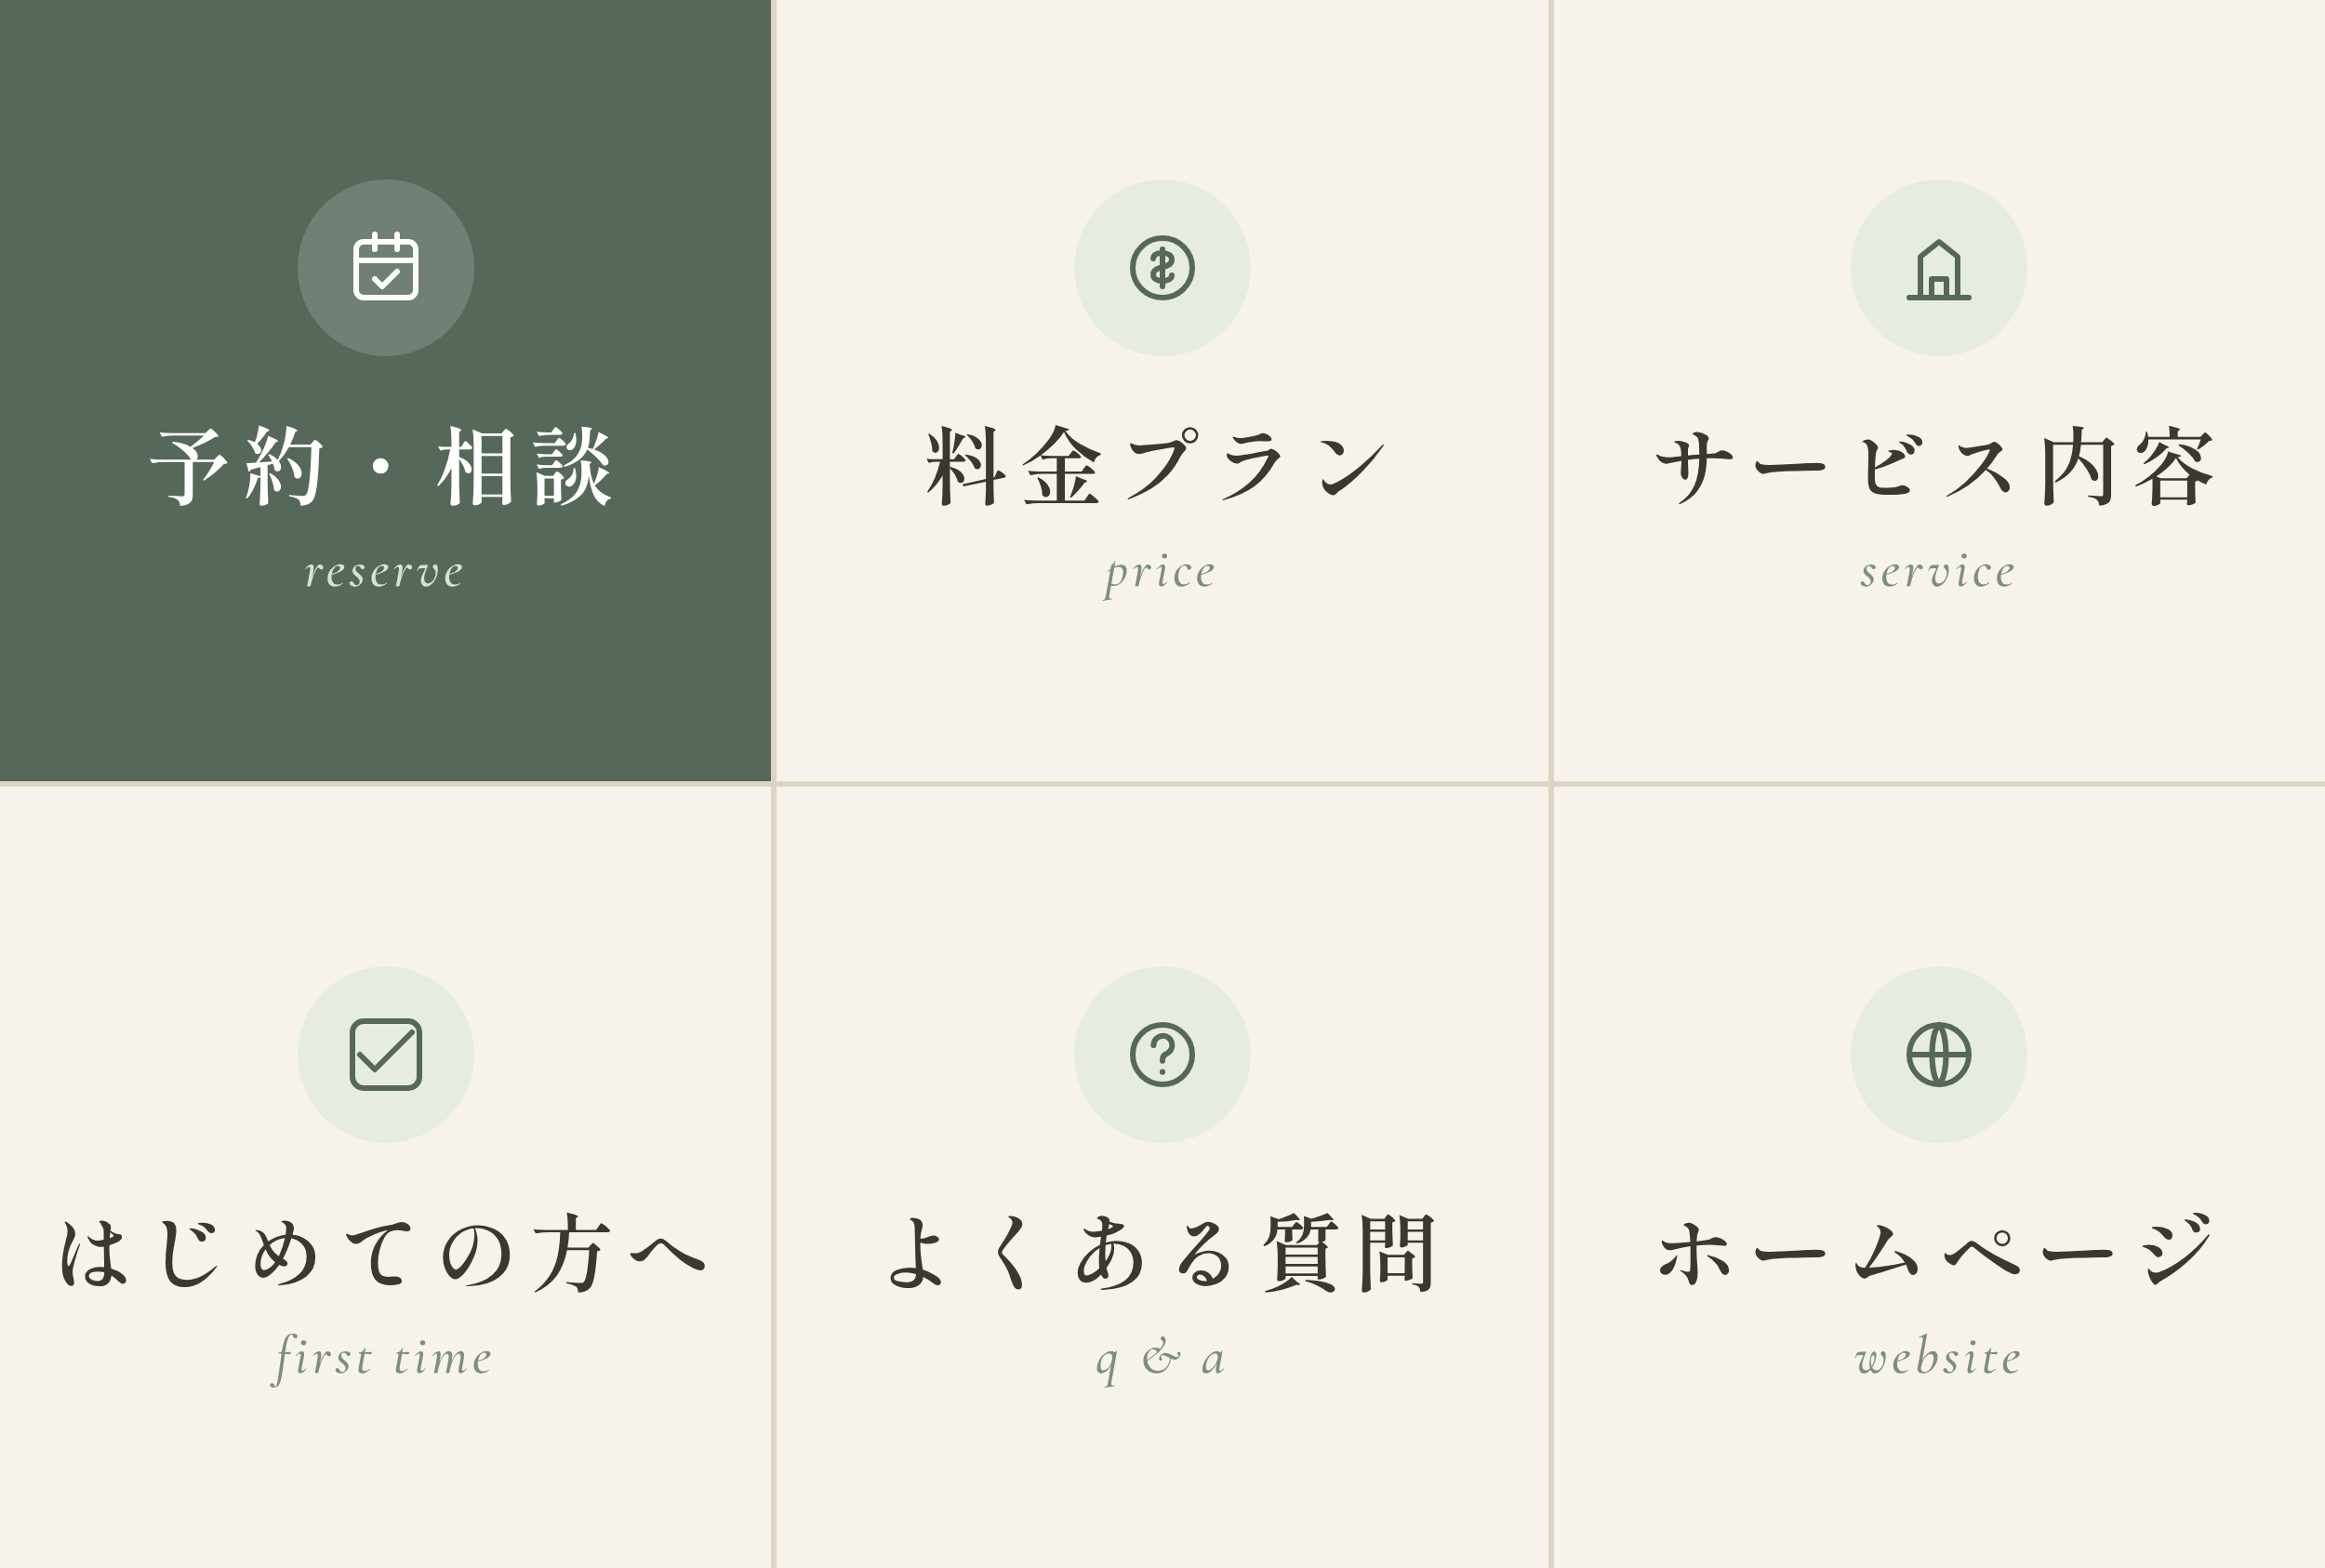 予約・相談
reserve
料金プラン
price
サービス内容
service
はじめての方へ
first time
よくある質問
q & a
ホームページ
website